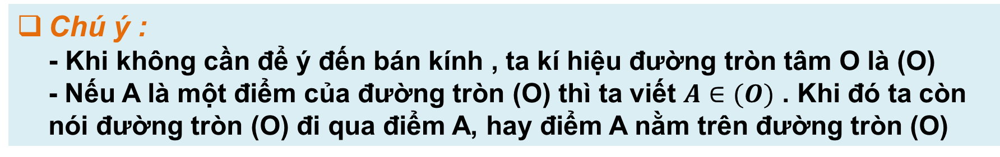 ❑ Chú ý :
- Khi không cần để ý đến bán kính , ta kí hiệu đường tròn tâm O là (O)
- Nếu A là một điểm của đường tròn (O) thì ta viết A ∈ (O) . Khi đó ta còn
nói đường tròn (O) đi qua điểm A, hay điểm A nằm trên đường tròn (O)